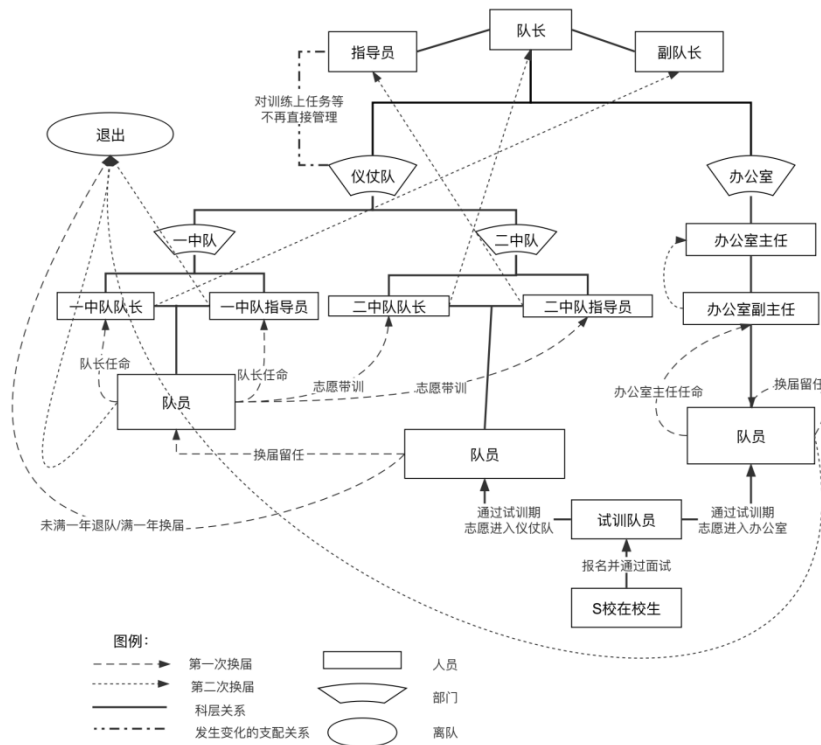 队长
指导员
副队长
对训练上任务等
不再直接管理
退出
仪仗队
办公室
一中队
二中队
办公室主任
一中队队长
一中队指导员
二中队队长
二中队指导员
办公室副主任
队长任命
队长任命
志愿带训
志愿带训
办公室主任任命
换届留任
队员
队员
换届留任
队员
未满一年退队/满一年换届
通过试训期
志愿进入仪仗队
试训队员
通过试训期
志愿进入办公室
报名并通过面试
S校在校生
图例：
第一次换届
人员
第二次换届
部门
科层关系
发生变化的支配关系
离队